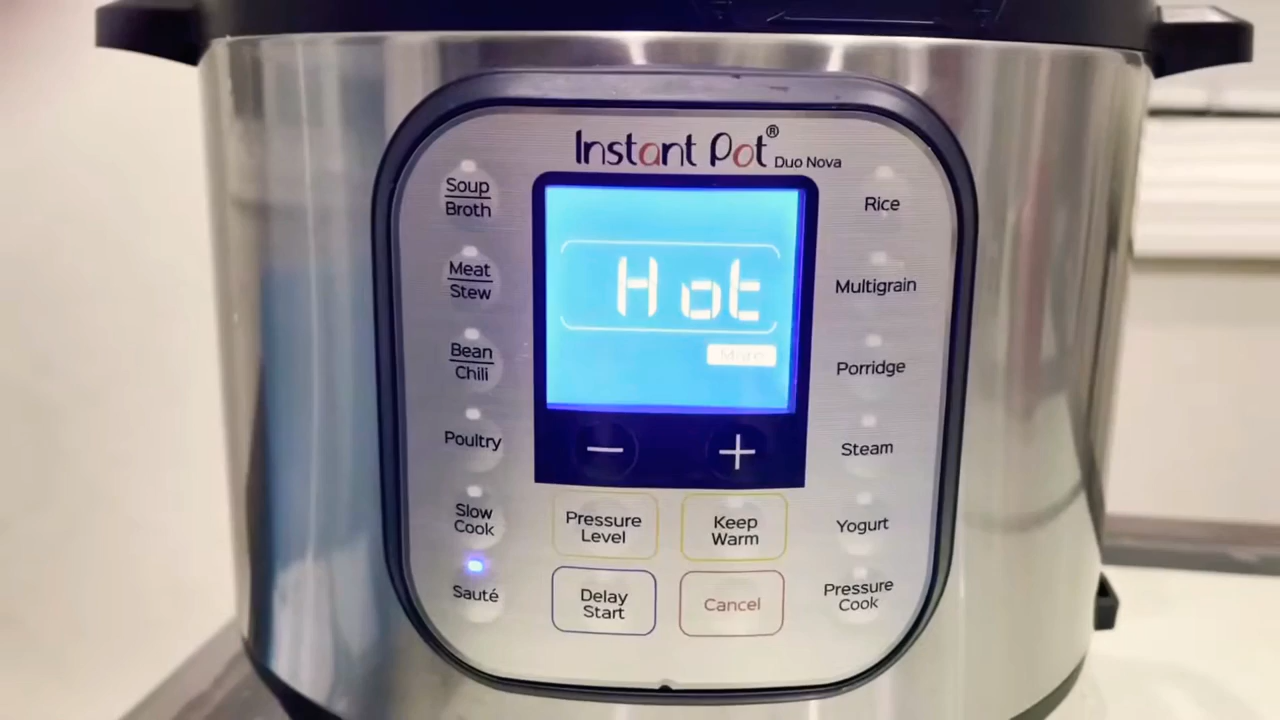 Instant Pot® Duo Nova
Soup
Broth
Meat
Stew
Bean
Chili
Poultry
Slow
Cook
Sauté
Hot
More
Pressure
Level
Keep
Warm
Delay
Start
Cancel
Rice
Multigrain
Porridge
Steam
Yogurt
Pressure
Cook